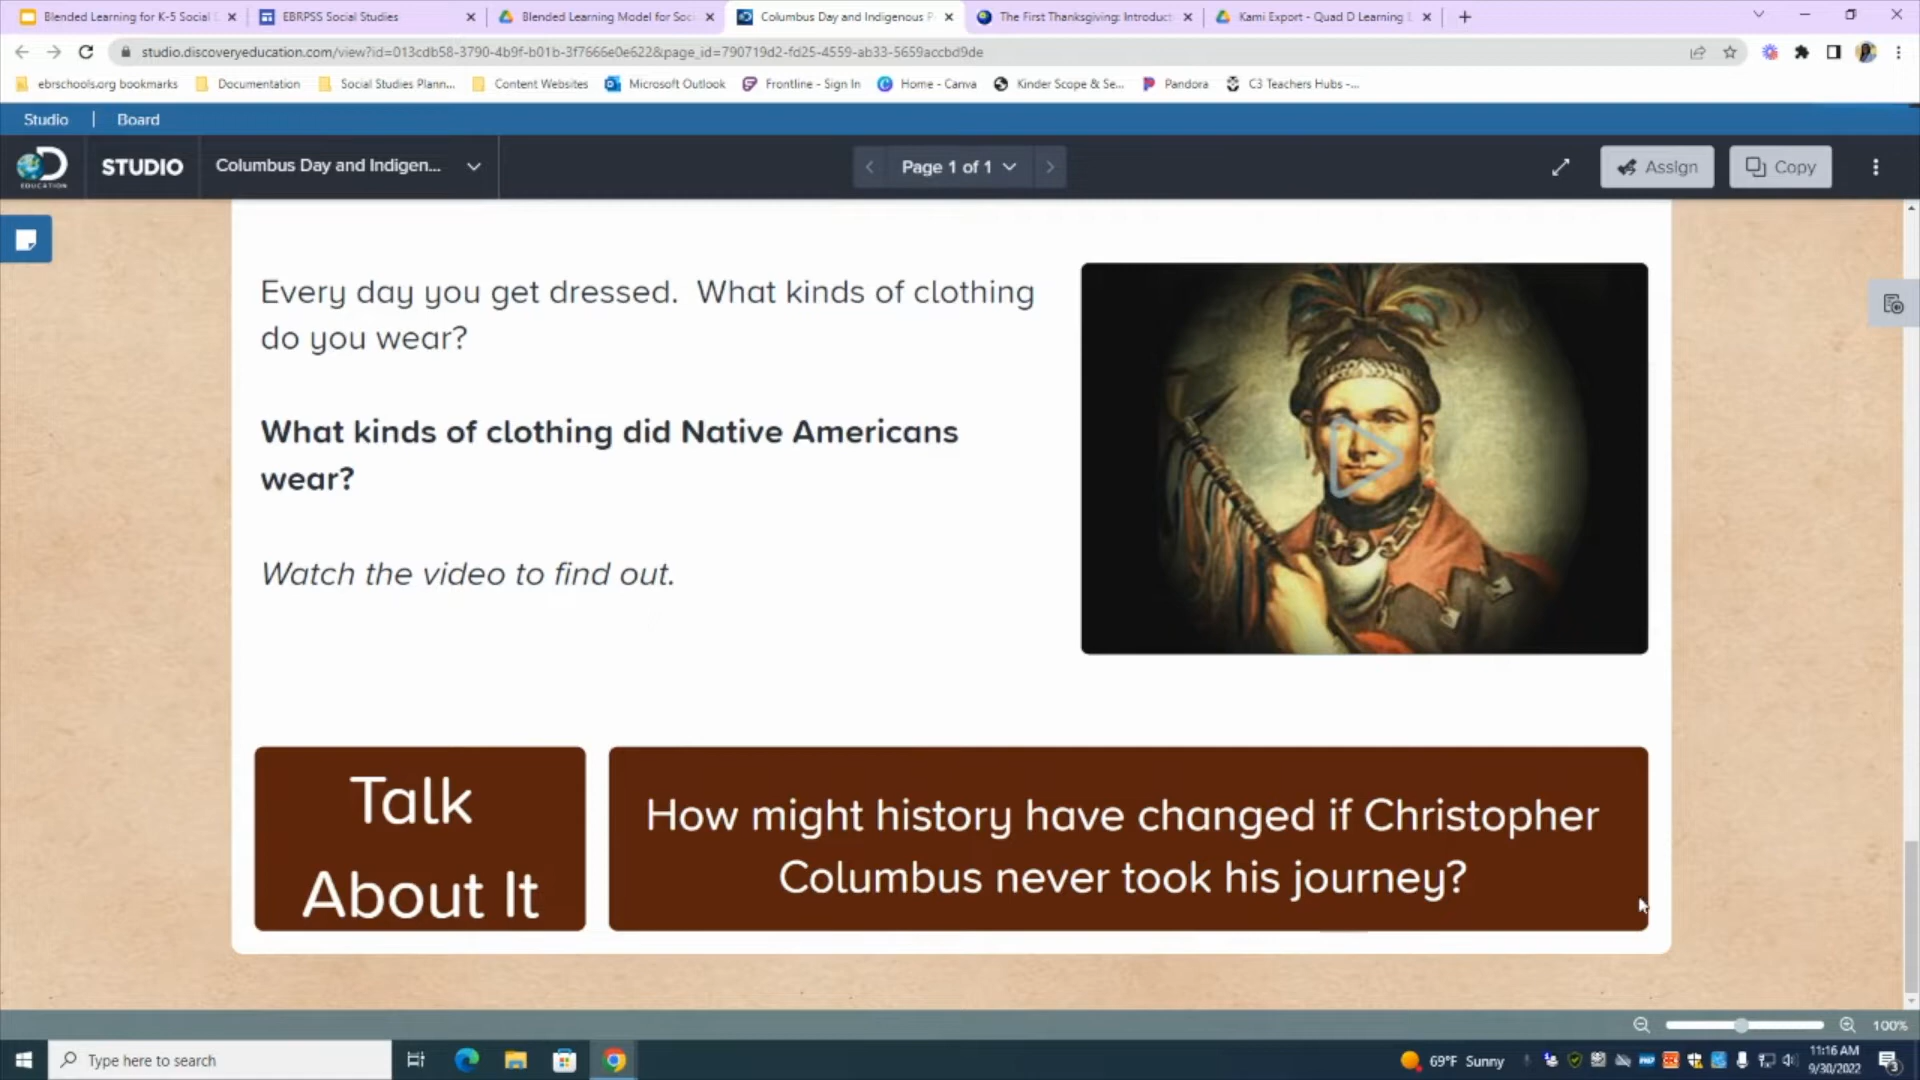 Blended Learning for K-5 Social
EBRPSS Social Studies
Blended Learning Model for Soc
Columbus Day and Indigenous P
The First Thanksgiving: Introduct
Kami Export - Quad D Learning
studio.discoveryeducation.com/view?id=013cdb58-3790-4b9f-b01b-3f7666e0e622&page_id=790719d2-fd25-4559-ab33-5659accbd9de
ebrschools.org bookmarks
Documentation
Social Studies Plann...
Content Websites
Microsoft Outlook
Frontline - Sign In
Home - Canva
Kinder Scope & Se...
Pandora
C3 Teachers Hubs -...
Studio | Board
EDUCATION
STUDIO
Columbus Day and Indigen...
Page 1 of 1
Assign
Copy
Every day you get dressed. What kinds of clothing
do you wear?
What kinds of clothing did Native Americans
wear?
Watch the video to find out.
Talk
About It
How might history have changed if Christopher
Columbus never took his journey?
100%
Type here to search
69°F Sunny
11:16 AM
9/30/2022
3